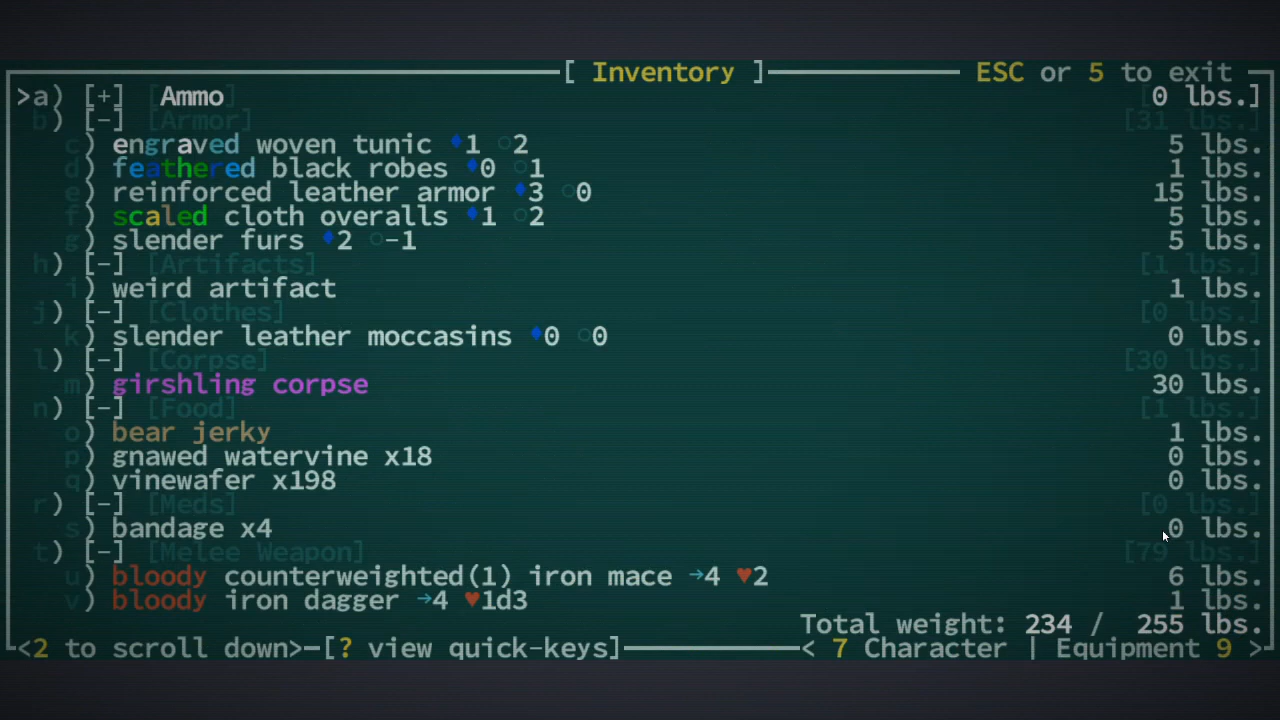 [ Inventory ] ESC or 5 to exit
>a) [+] [Ammo] [0 lbs.]
b) [-] [Armor] [31 lbs.]
c) engraved woven tunic ♦1 ○2 5 lbs.
d) feathered black robes ♦0 ○1 1 lbs.
e) reinforced leather armor ♦3 ○0 15 lbs.
f) scaled cloth overalls ♦1 ○2 5 lbs.
g) slender furs ♦2 ○-1 5 lbs.
h) [-] [Artifacts] [1 lbs.]
i) weird artifact 1 lbs.
j) [-] [Clothes] [0 lbs.]
k) slender leather moccasins ♦0 ○0 0 lbs.
l) [-] [Corpse] [30 lbs.]
m) girshling corpse 30 lbs.
n) [-] [Food] [1 lbs.]
o) bear jerky 1 lbs.
p) gnawed watervine x18 0 lbs.
q) vinewafer x198 0 lbs.
r) [-] [Meds] [0 lbs.]
s) bandage x4 0 lbs.
t) [-] [Melee Weapon] [79 lbs.]
u) bloody counterweighted(1) iron mace →4 ♥2 6 lbs.
v) bloody iron dagger →4 ♥1d3 1 lbs.
Total weight: 234 / 255 lbs.
<2 to scroll down> [? view quick-keys] < 7 Character | Equipment 9 >